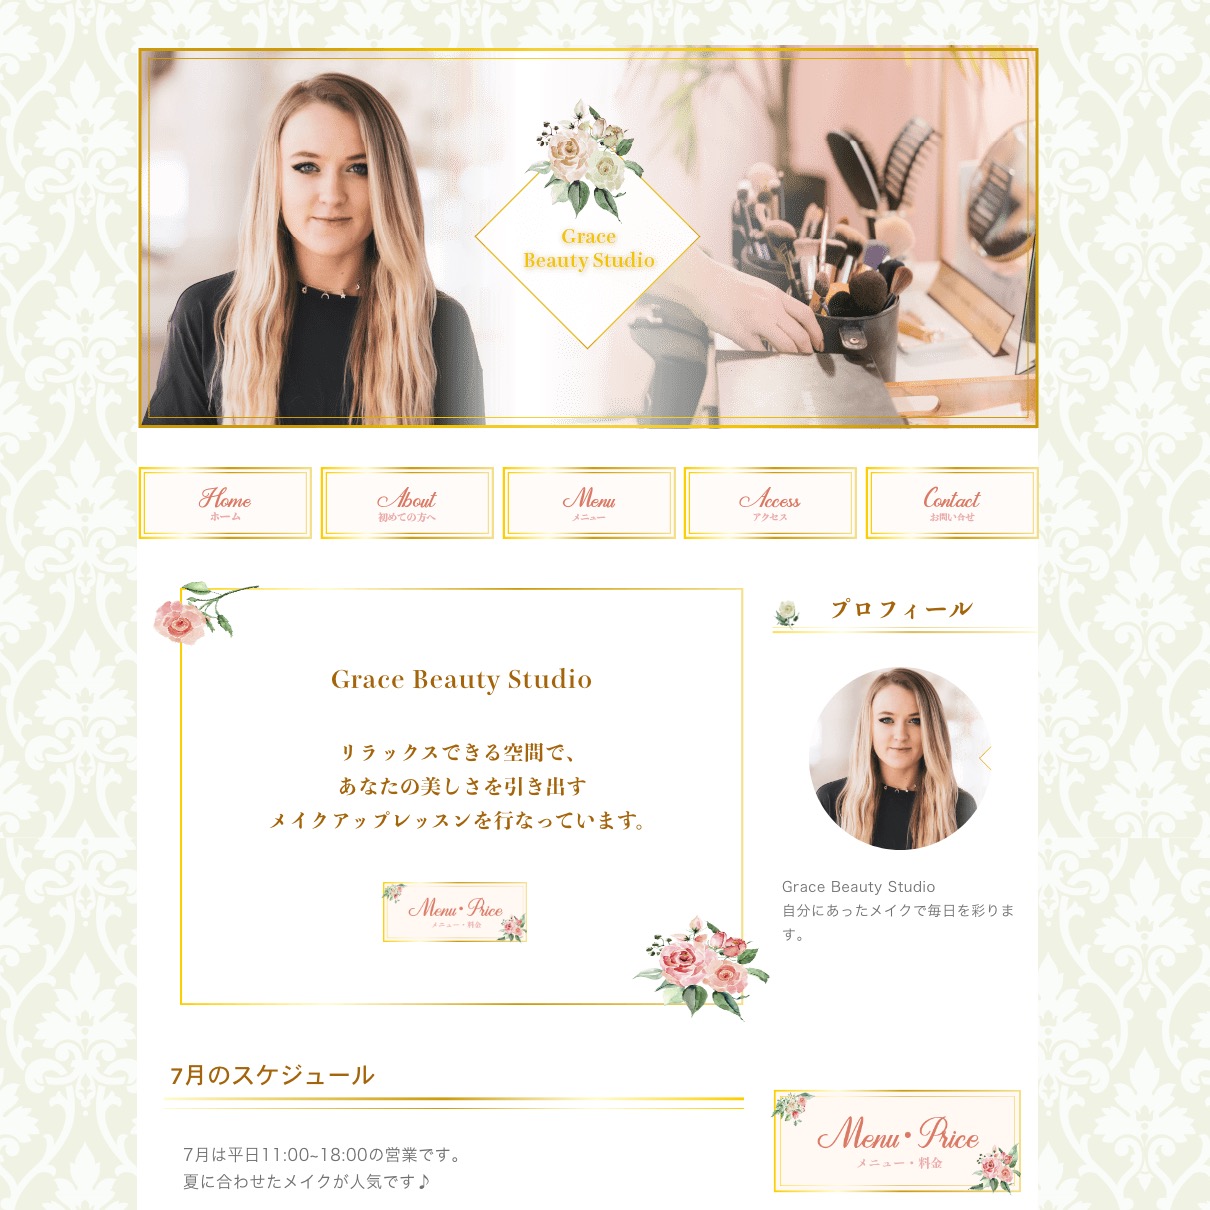 Grace
Beauty Studio
Home
ホーム
About
初めての方へ
Menu
メニュー
Access
アクセス
Contact
お問い合せ
Grace Beauty Studio
リラックスできる空間で、
あなたの美しさを引き出す
メイクアップレッスンを行なっています。
Menu・Price
メニュー・料金
プロフィール
Grace Beauty Studio
自分にあったメイクで毎日を彩りま
す。
7月のスケジュール
7月は平日11:00~18:00の営業です。
夏に合わせたメイクが人気です♪
Menu・Price
メニュー・料金